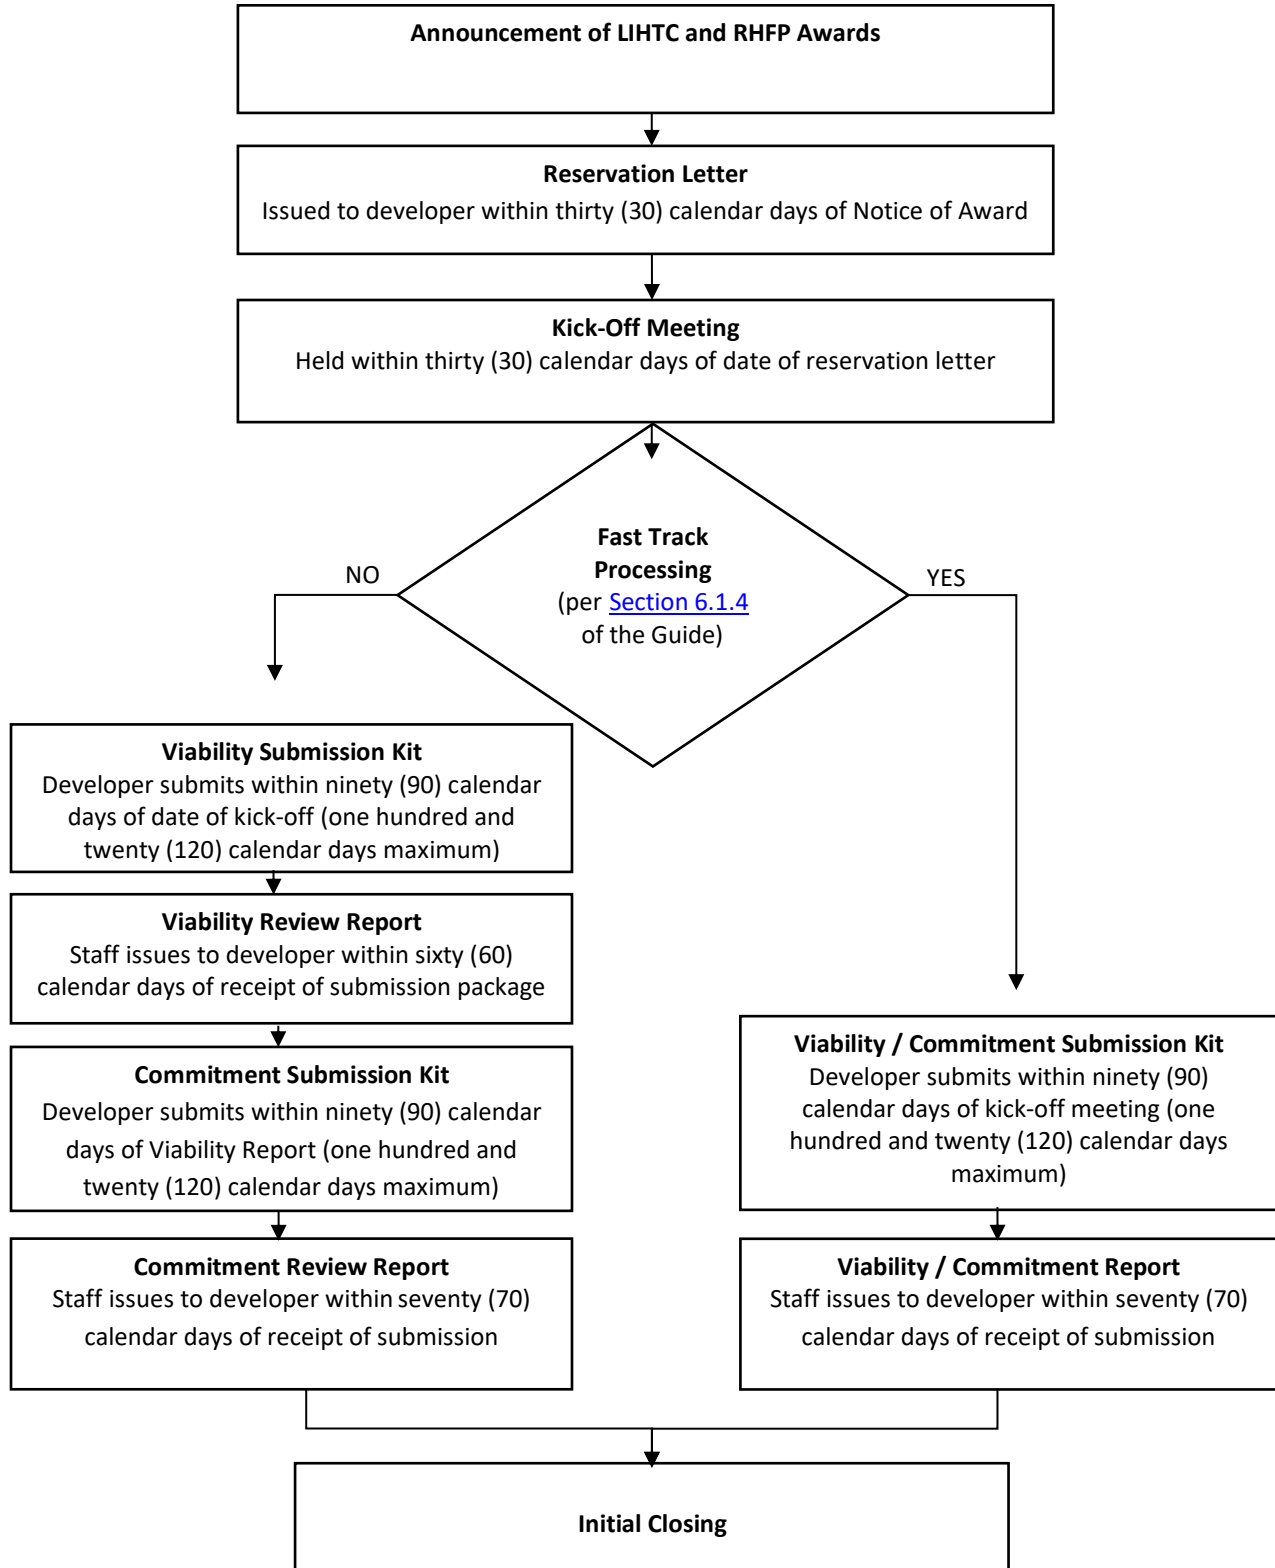 Announcement of LIHTC and RHFP Awards
Reservation Letter
Issued to developer within thirty (30) calendar days of Notice of Award
Kick-Off Meeting
Held within thirty (30) calendar days of date of reservation letter
Fast Track
Processing
(per Section 6.1.4
of the Guide)
NO
YES
Viability Submission Kit
Developer submits within ninety (90) calendar
days of date of kick-off (one hundred and
twenty (120) calendar days maximum)
Viability Review Report
Staff issues to developer within sixty (60)
calendar days of receipt of submission package
Commitment Submission Kit
Developer submits within ninety (90) calendar
days of Viability Report (one hundred and
twenty (120) calendar days maximum)
Commitment Review Report
Staff issues to developer within seventy (70)
calendar days of receipt of submission
Viability / Commitment Submission Kit
Developer submits within ninety (90)
calendar days of kick-off meeting (one
hundred and twenty (120) calendar days
maximum)
Viability / Commitment Report
Staff issues to developer within seventy (70)
calendar days of receipt of submission
Initial Closing